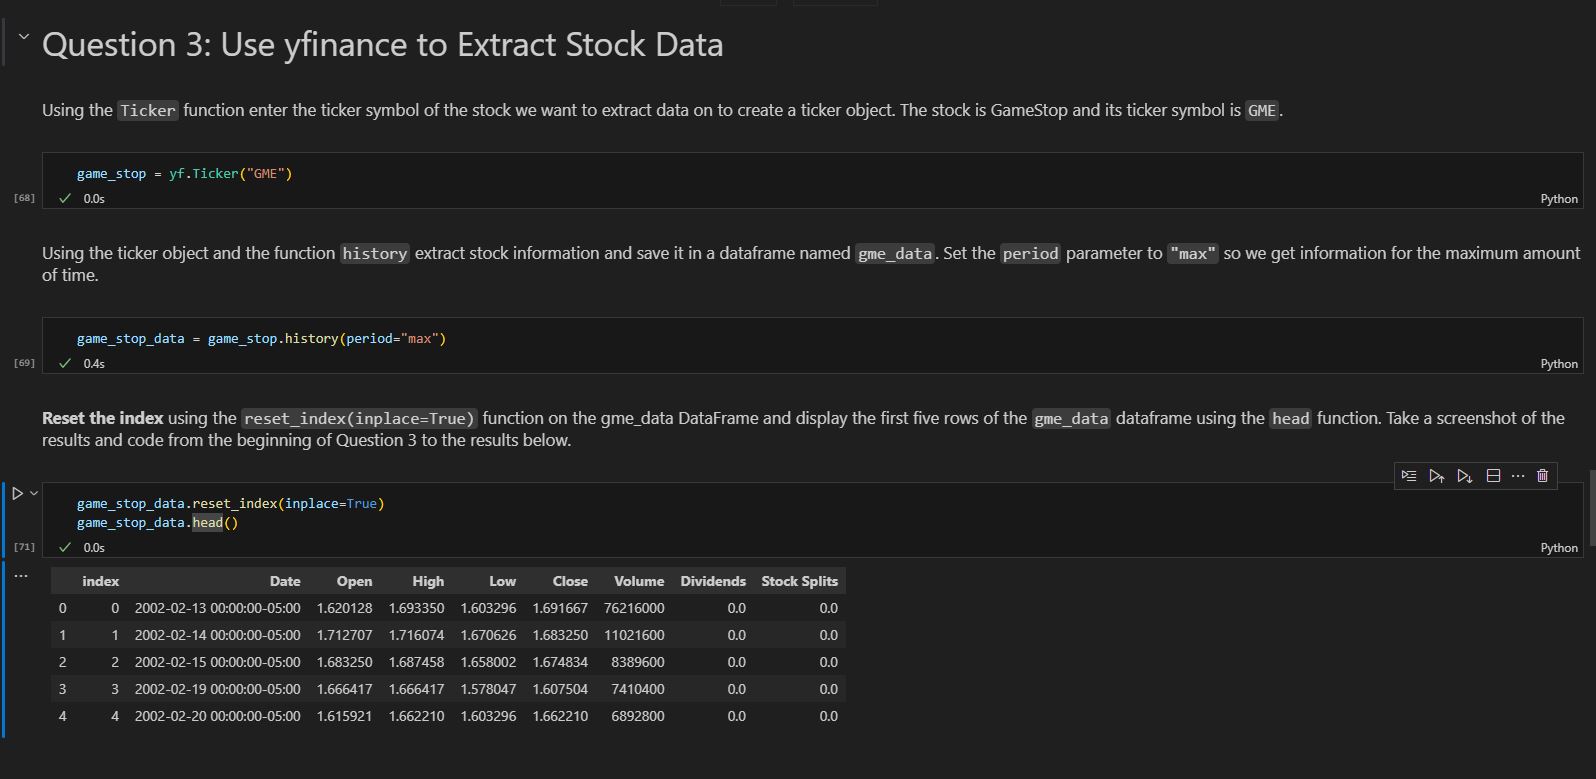 Question 3: Use yfinance to Extract Stock Data
Using the Ticker function enter the ticker symbol of the stock we want to extract data on to create a ticker object. The stock is GameStop and its ticker symbol is GME.
game_stop = yf.Ticker("GME")
[68] 0.0s Python
Using the ticker object and the function history extract stock information and save it in a dataframe named gme_data. Set the period parameter to "max" so we get information for the maximum amount
of time.
game_stop_data = game_stop.history(period="max")
[69] 0.4s Python
Reset the index using the reset_index(inplace=True) function on the gme_data DataFrame and display the first five rows of the gme_data dataframe using the head function. Take a screenshot of the
results and code from the beginning of Question 3 to the results below.
game_stop_data.reset_index(inplace=True)
game_stop_data.head()
[71] 0.0s Python
index Date Open High Low Close Volume Dividends Stock Splits
0 0 2002-02-13 00:00:00-05:00 1.620128 1.693350 1.603296 1.691667 76216000 0.0 0.0
1 1 2002-02-14 00:00:00-05:00 1.712707 1.716074 1.670626 1.683250 11021600 0.0 0.0
2 2 2002-02-15 00:00:00-05:00 1.683250 1.687458 1.658002 1.674834 8389600 0.0 0.0
3 3 2002-02-19 00:00:00-05:00 1.666417 1.666417 1.578047 1.607504 7410400 0.0 0.0
4 4 2002-02-20 00:00:00-05:00 1.615921 1.662210 1.603296 1.662210 6892800 0.0 0.0